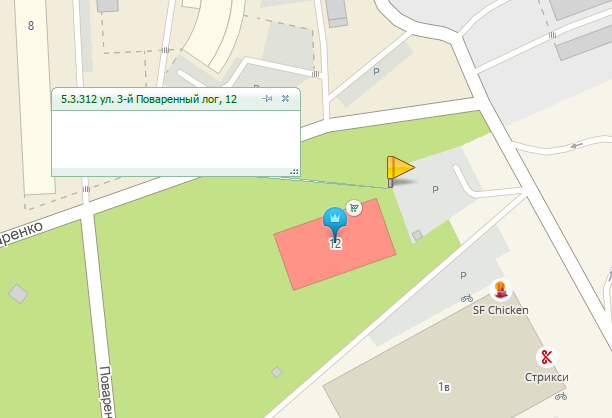 8
P
5.3.312 ул. 3-й Поваренный лог, 12
P
P
12
аренко
P
SF Chicken
Стрикси
1в
Поварен